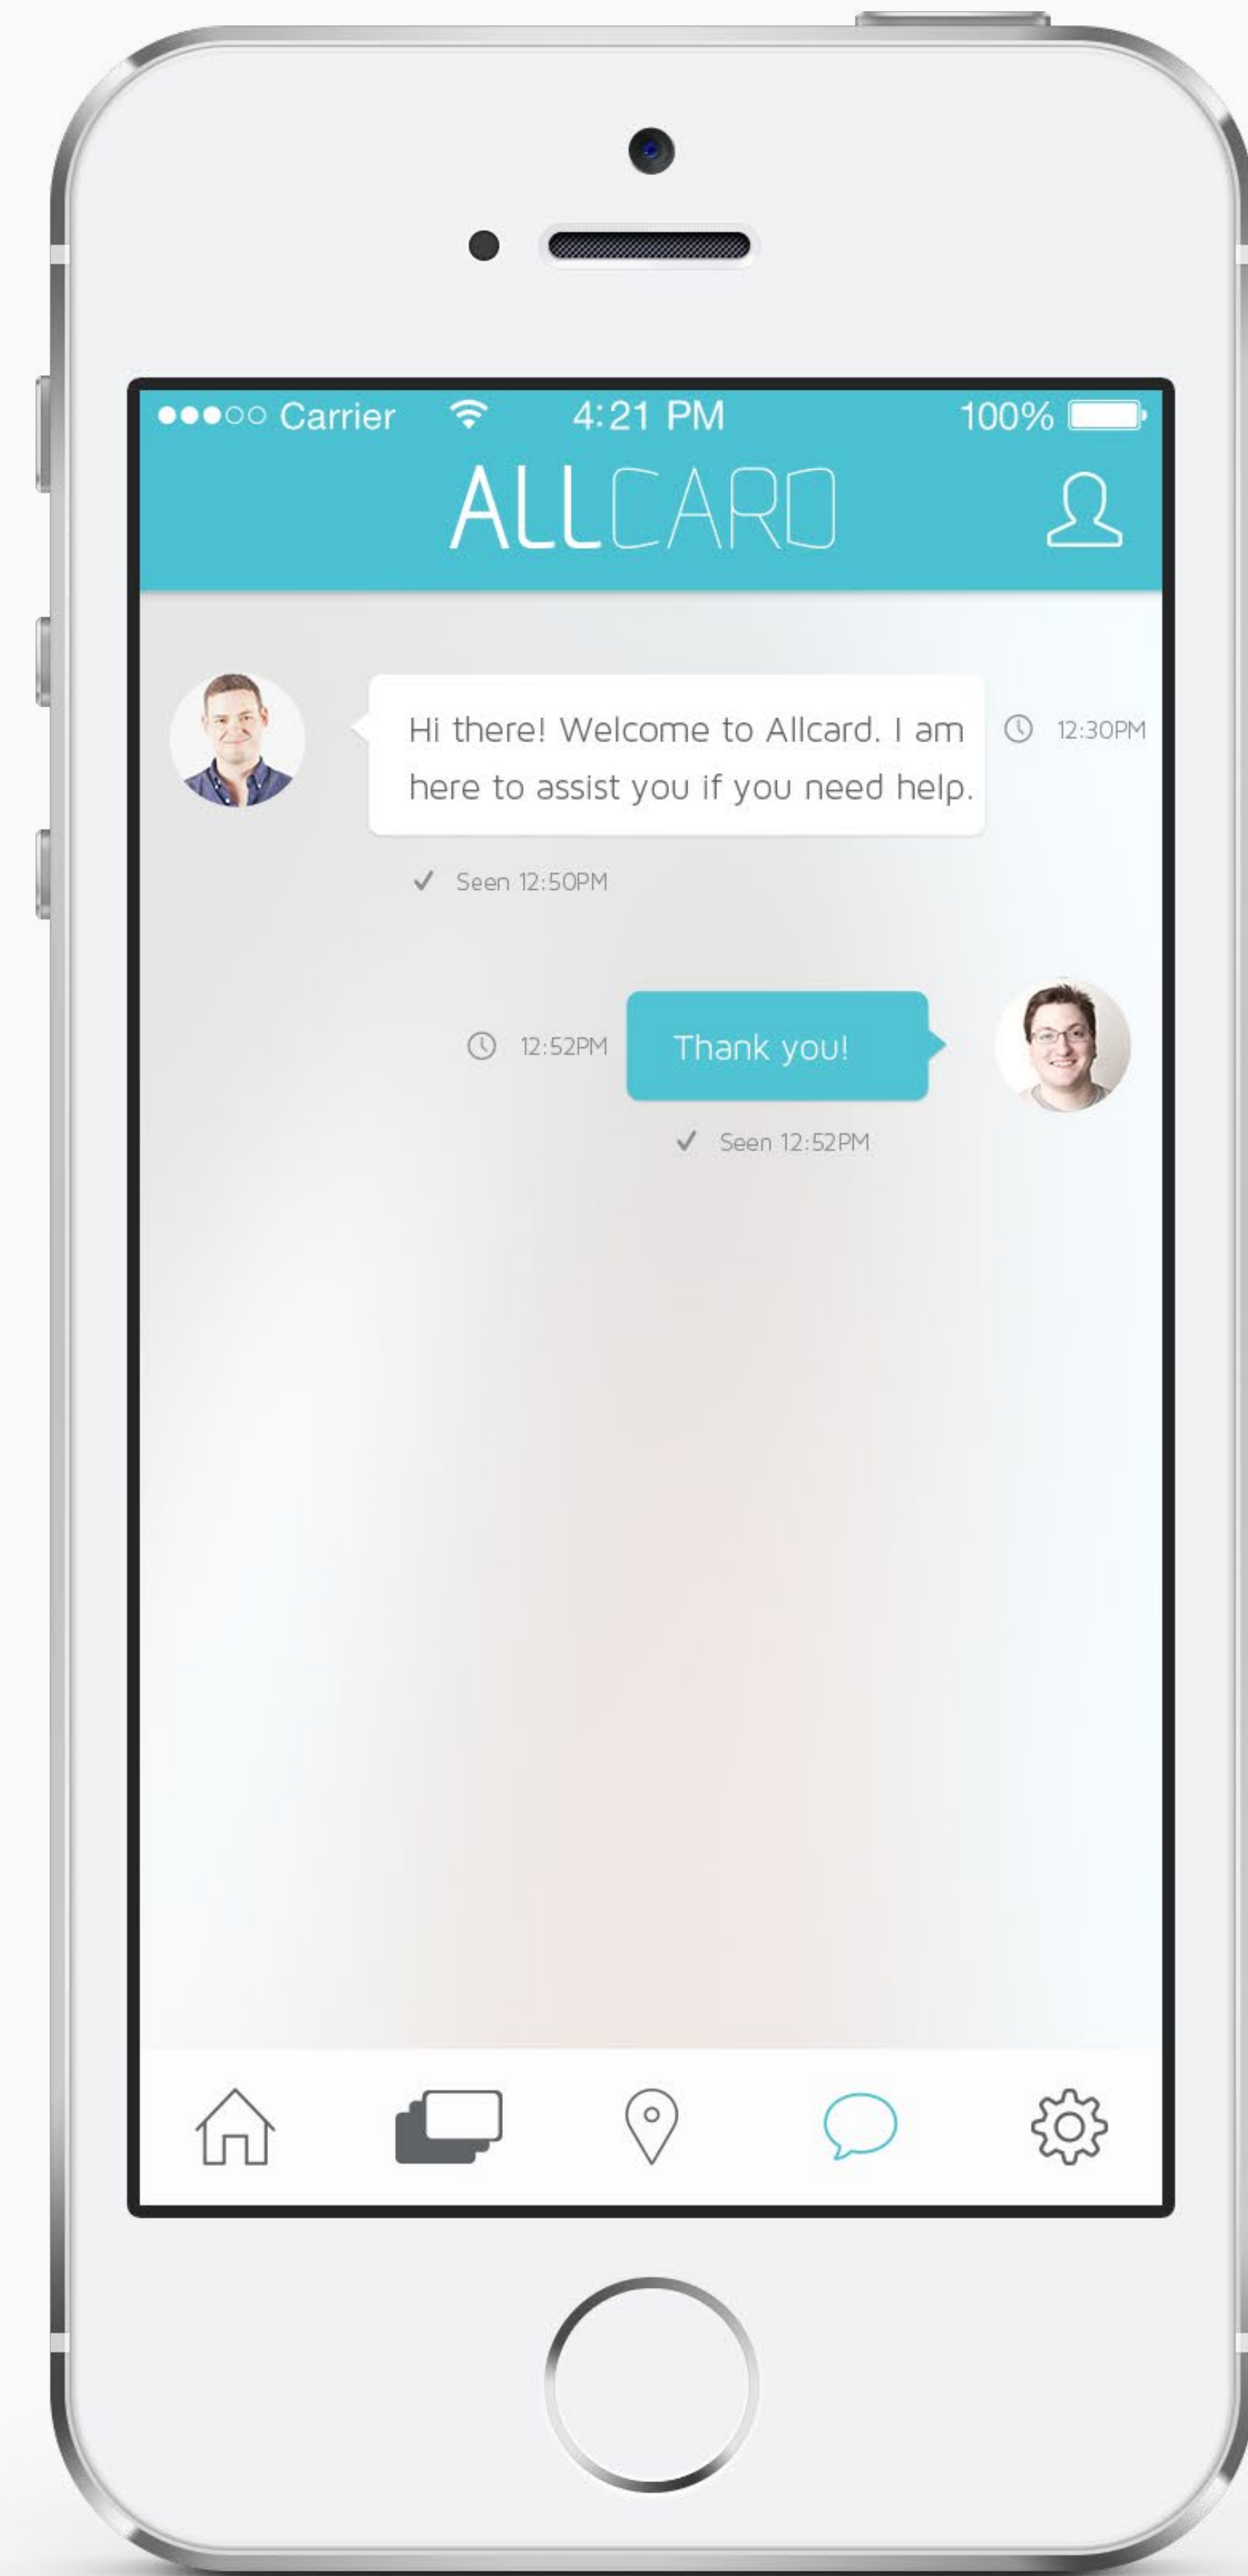 Carrier 4:21 PM 100%
ALLCARD
Hi there! Welcome to Allcard. I am
here to assist you if you need help.
12:30PM
Seen 12:50PM
12:52PM
Thank you!
Seen 12:52PM